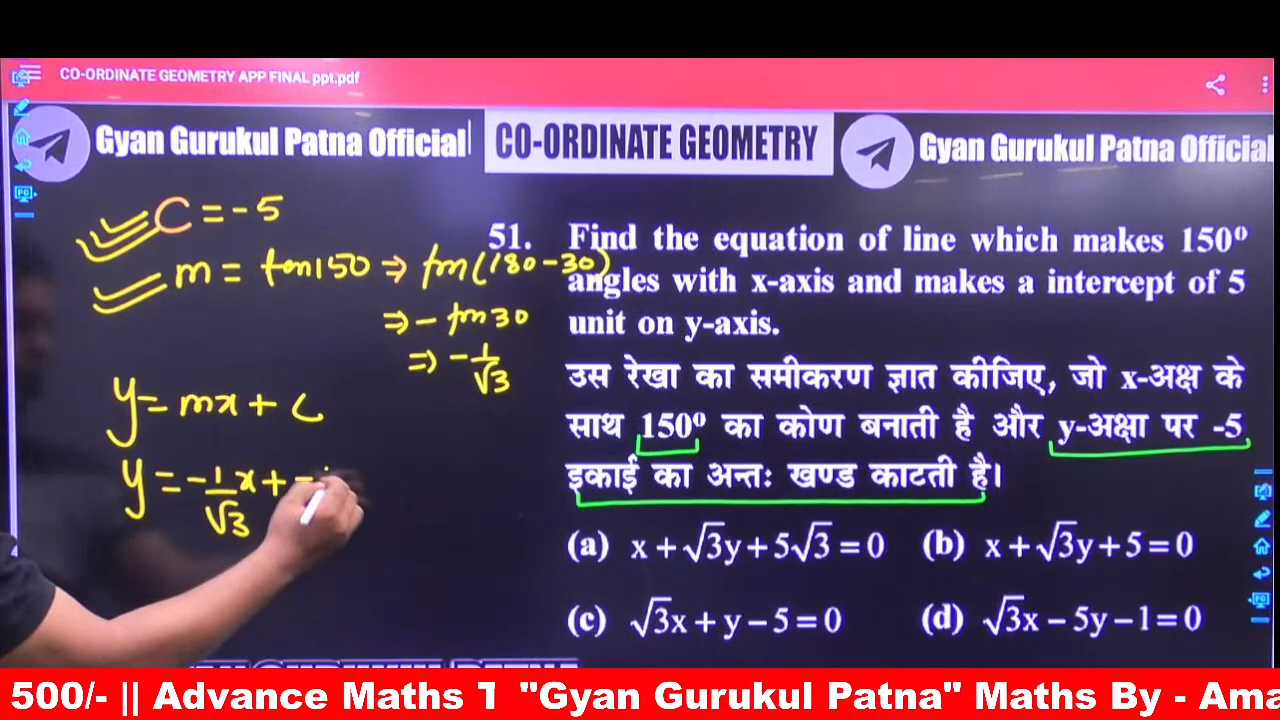 CO-ORDINATE GEOMETRY APP FINAL ppt.pdf
Gyan Gurukul Patna Official
CO-ORDINATE GEOMETRY
Gyan Gurukul Patna Official
C = -5
m = tan150 ⇒ tan(180-30)
⇒ - tan30
⇒ -1/√3
y = mx + c
y = -1/√3 x + -
51. Find the equation of line which makes 150º
angles with x-axis and makes a intercept of 5
unit on y-axis.
उस रेखा का समीकरण ज्ञात कीजिए, जो x-अक्ष के
साथ 150º का कोण बनाती है और y-अक्षा पर -5
इकाई का अन्तः खण्ड काटती है।
(a) x + √3y + 5√3 = 0 (b) x + √3y + 5 = 0
(c) √3x + y − 5 = 0 (d) √3x − 5y − 1 = 0
500/- || Advance Maths T "Gyan Gurukul Patna" Maths By - Ama